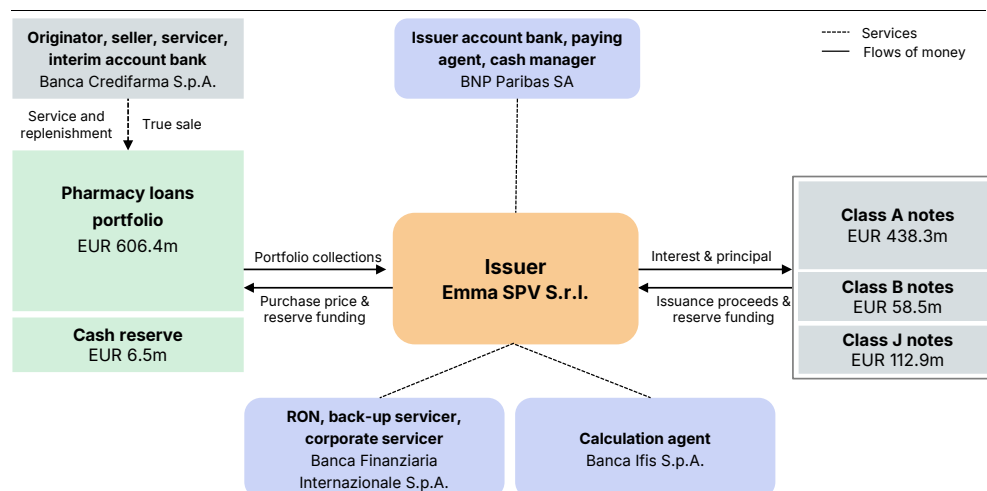 Originator, seller, servicer,
interim account bank
Banca Credifarma S.p.A.
Issuer account bank, paying
agent, cash manager
BNP Paribas SA
Services
Flows of money
Service and
replenishment
True sale
Pharmacy loans
portfolio
EUR 606.4m
Cash reserve
EUR 6.5m
Portfolio collections
Purchase price &
reserve funding
Issuer
Emma SPV S.r.l.
Interest & principal
Issuance proceeds &
reserve funding
Class A notes
EUR 438.3m
Class B notes
EUR 58.5m
Class J notes
EUR 112.9m
RON, back-up servicer,
corporate servicer
Banca Finanziaria
Internazionale S.p.A.
Calculation agent
Banca Ifis S.p.A.